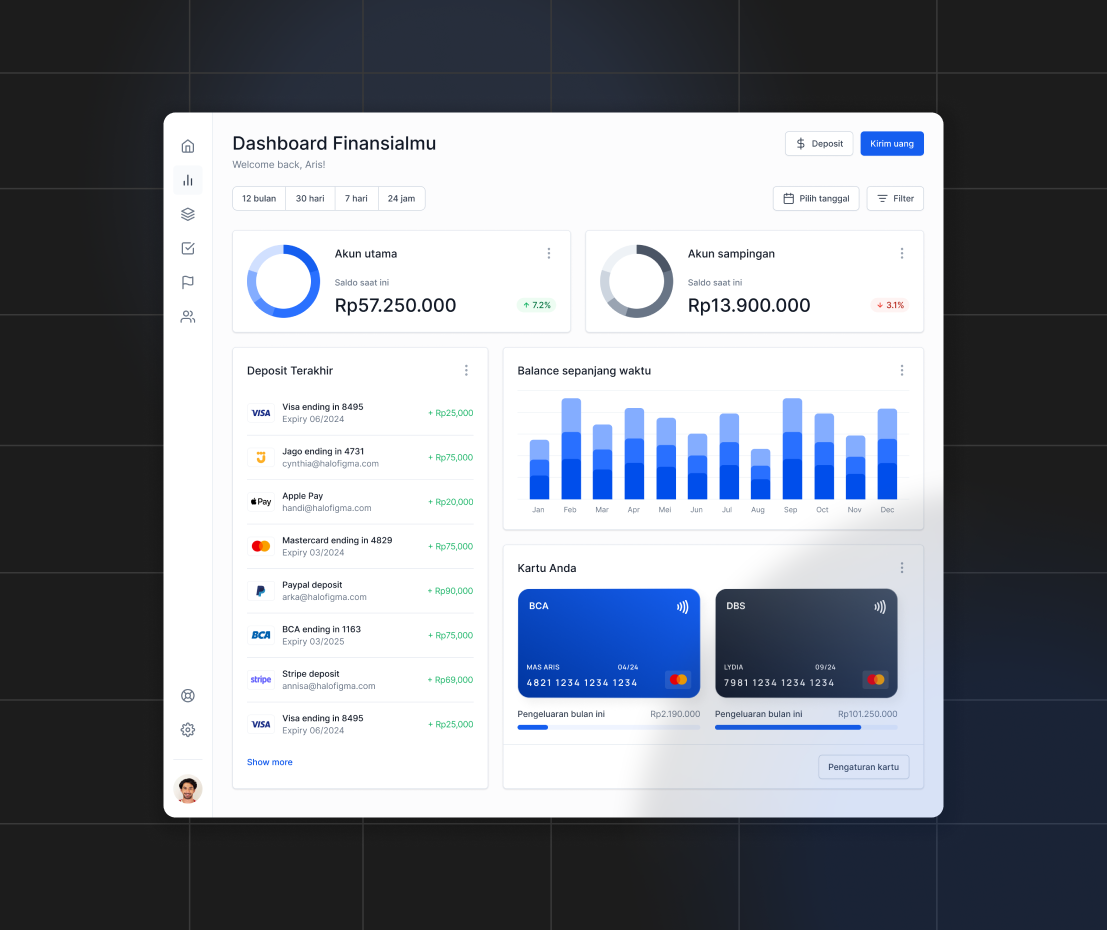 Dashboard Finansialmu
Welcome back, Aris!
$ Deposit
Kirim uang
12 bulan
30 hari
7 hari
24 jam
Pilih tanggal
Filter
Akun utama
Saldo saat ini
Rp57.250.000
↑ 7.2%
Akun sampingan
Saldo saat ini
Rp13.900.000
↓ 3.1%
Deposit Terakhir
VISA
Visa ending in 8495
Expiry 06/2024
+ Rp25,000
Jago ending in 4731
cynthia@halofigma.com
+ Rp75,000
Pay
Apple Pay
handi@halofigma.com
+ Rp20,000
Mastercard ending in 4829
Expiry 03/2024
+ Rp75,000
Paypal deposit
arka@halofigma.com
+ Rp90,000
BCA
BCA ending in 1163
Expiry 03/2025
+ Rp75,000
stripe
Stripe deposit
annisa@halofigma.com
+ Rp69,000
VISA
Visa ending in 8495
Expiry 06/2024
+ Rp25,000
Show more
Balance sepanjang waktu
Jan Feb Mar Apr Mei Jun Jul Aug Sep Oct Nov Dec
Kartu Anda
BCA
MAS ARIS 04/24
4821 1234 1234 1234
Pengeluaran bulan ini Rp2.190.000
DBS
LYDIA 09/24
7981 1234 1234 1234
Pengeluaran bulan ini Rp101.250.000
Pengaturan kartu